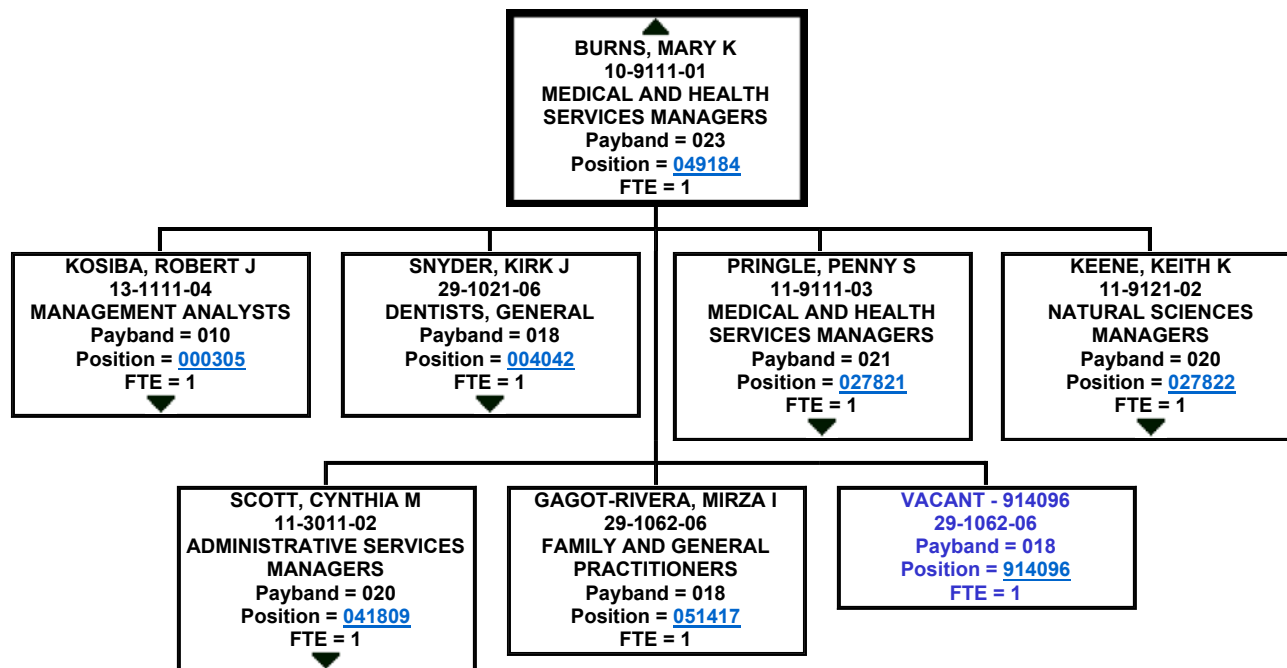 BURNS, MARY K
10-9111-01
MEDICAL AND HEALTH
SERVICES MANAGERS
Payband = 023
Position = 049184
FTE = 1
KOSIBA, ROBERT J
13-1111-04
MANAGEMENT ANALYSTS
Payband = 010
Position = 000305
FTE = 1
SNYDER, KIRK J
29-1021-06
DENTISTS, GENERAL
Payband = 018
Position = 004042
FTE = 1
PRINGLE, PENNY S
11-9111-03
MEDICAL AND HEALTH
SERVICES MANAGERS
Payband = 021
Position = 027821
FTE = 1
KEENE, KEITH K
11-9121-02
NATURAL SCIENCES
MANAGERS
Payband = 020
Position = 027822
FTE = 1
SCOTT, CYNTHIA M
11-3011-02
ADMINISTRATIVE SERVICES
MANAGERS
Payband = 020
Position = 041809
FTE = 1
GAGOT-RIVERA, MIRZA I
29-1062-06
FAMILY AND GENERAL
PRACTITIONERS
Payband = 018
Position = 051417
FTE = 1
VACANT - 914096
29-1062-06
Payband = 018
Position = 914096
FTE = 1